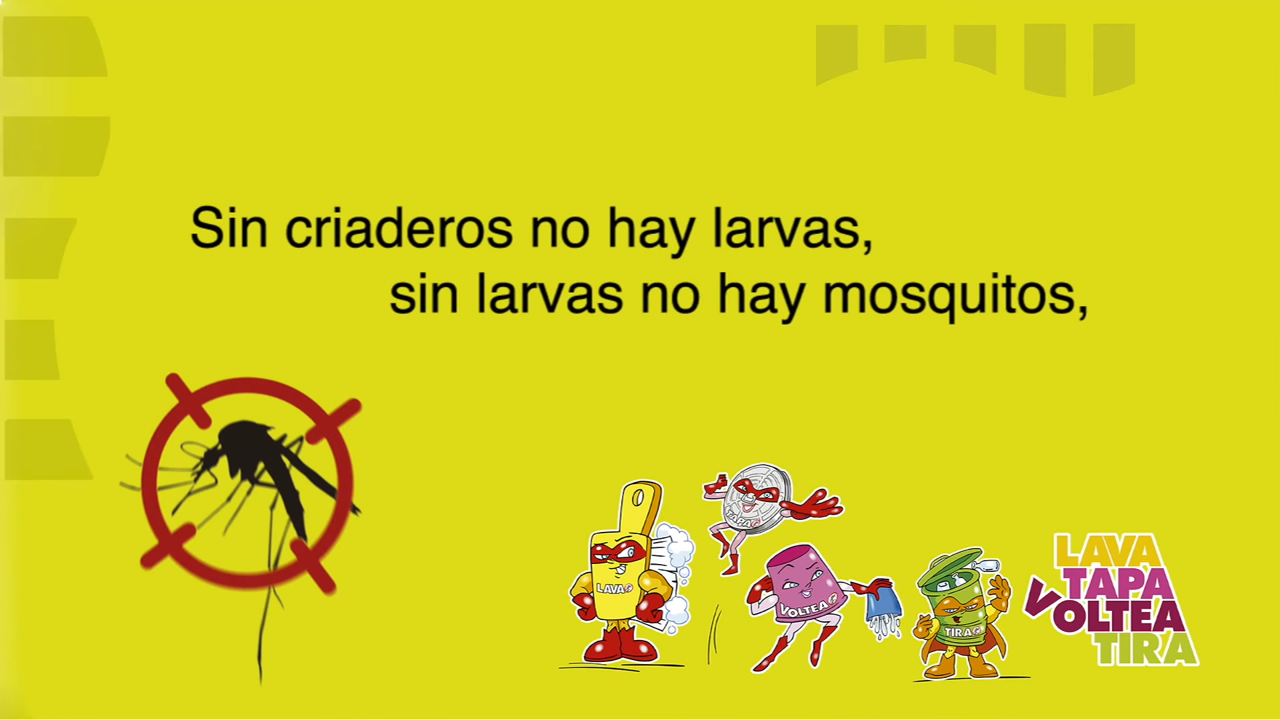 Sin criaderos no hay larvas,
sin larvas no hay mosquitos,
TAPA
LAVA
VOLTEA
TIRA
LAVA
TAPA
VOLTEA
TIRA